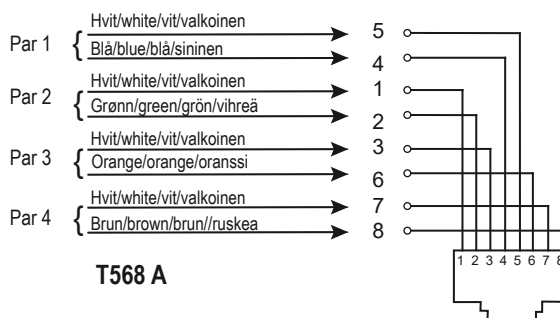 Par 1 { Hvit/white/vit/valkoinen 5
Blå/blue/blå/sininen 4
Par 2 { Hvit/white/vit/valkoinen 1
Grønn/green/grön/vihreä 2
Par 3 { Hvit/white/vit/valkoinen 3
Orange/orange/oranssi 6
Par 4 { Hvit/white/vit/valkoinen 7
Brun/brown/brun//ruskea 8
1 2 3 4 5 6 7 8
T568 A